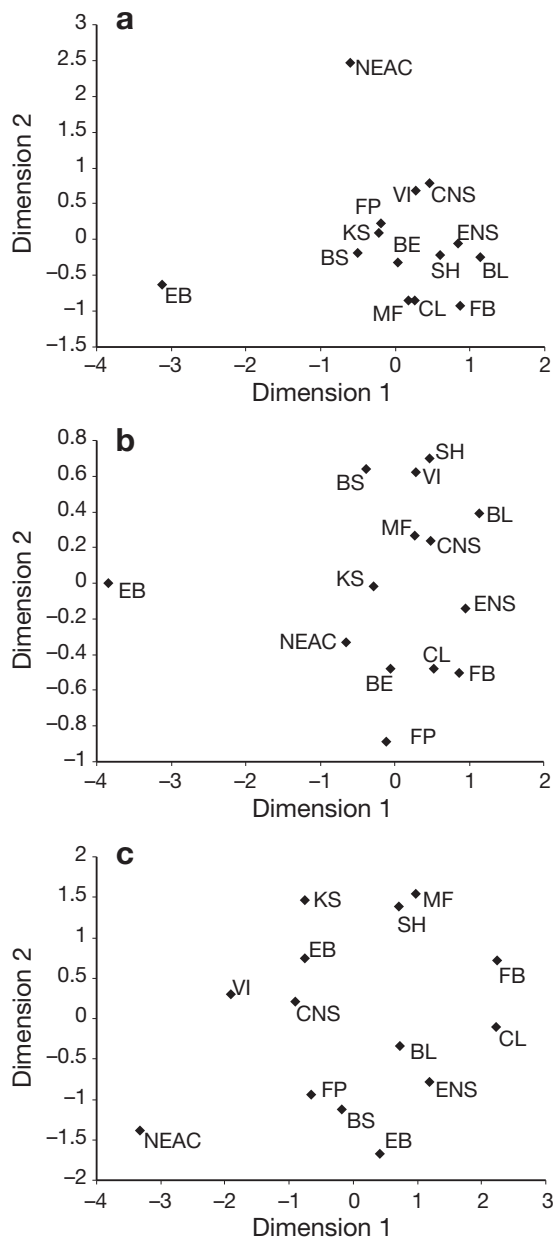 a
3
2.5
2
1.5
1
0.5
0
−0.5
−1
−1.5
Dimension 2
NEAC
VI CNS
FP
KS BE ENS
BS SH BL
EB
MF CL FB
−4 −3 −2 −1 0 1 2
Dimension 1
b
0.8
0.6
0.4
0.2
0
−0.2
−0.4
−0.6
−0.8
−1
Dimension 2
SH
BS VI
BL
MF CNS
KS
EB
ENS
NEAC CL
BE FB
FP
−4 −3 −2 −1 0 1 2
Dimension 1
c
2
1.5
1
0.5
0
−0.5
−1
−1.5
−2
Dimension 2
KS MF
SH
EB
FB
VI
CNS
CL
BL
FP ENS
BS
NEAC EB
−4 −3 −2 −1 0 1 2 3
Dimension 1